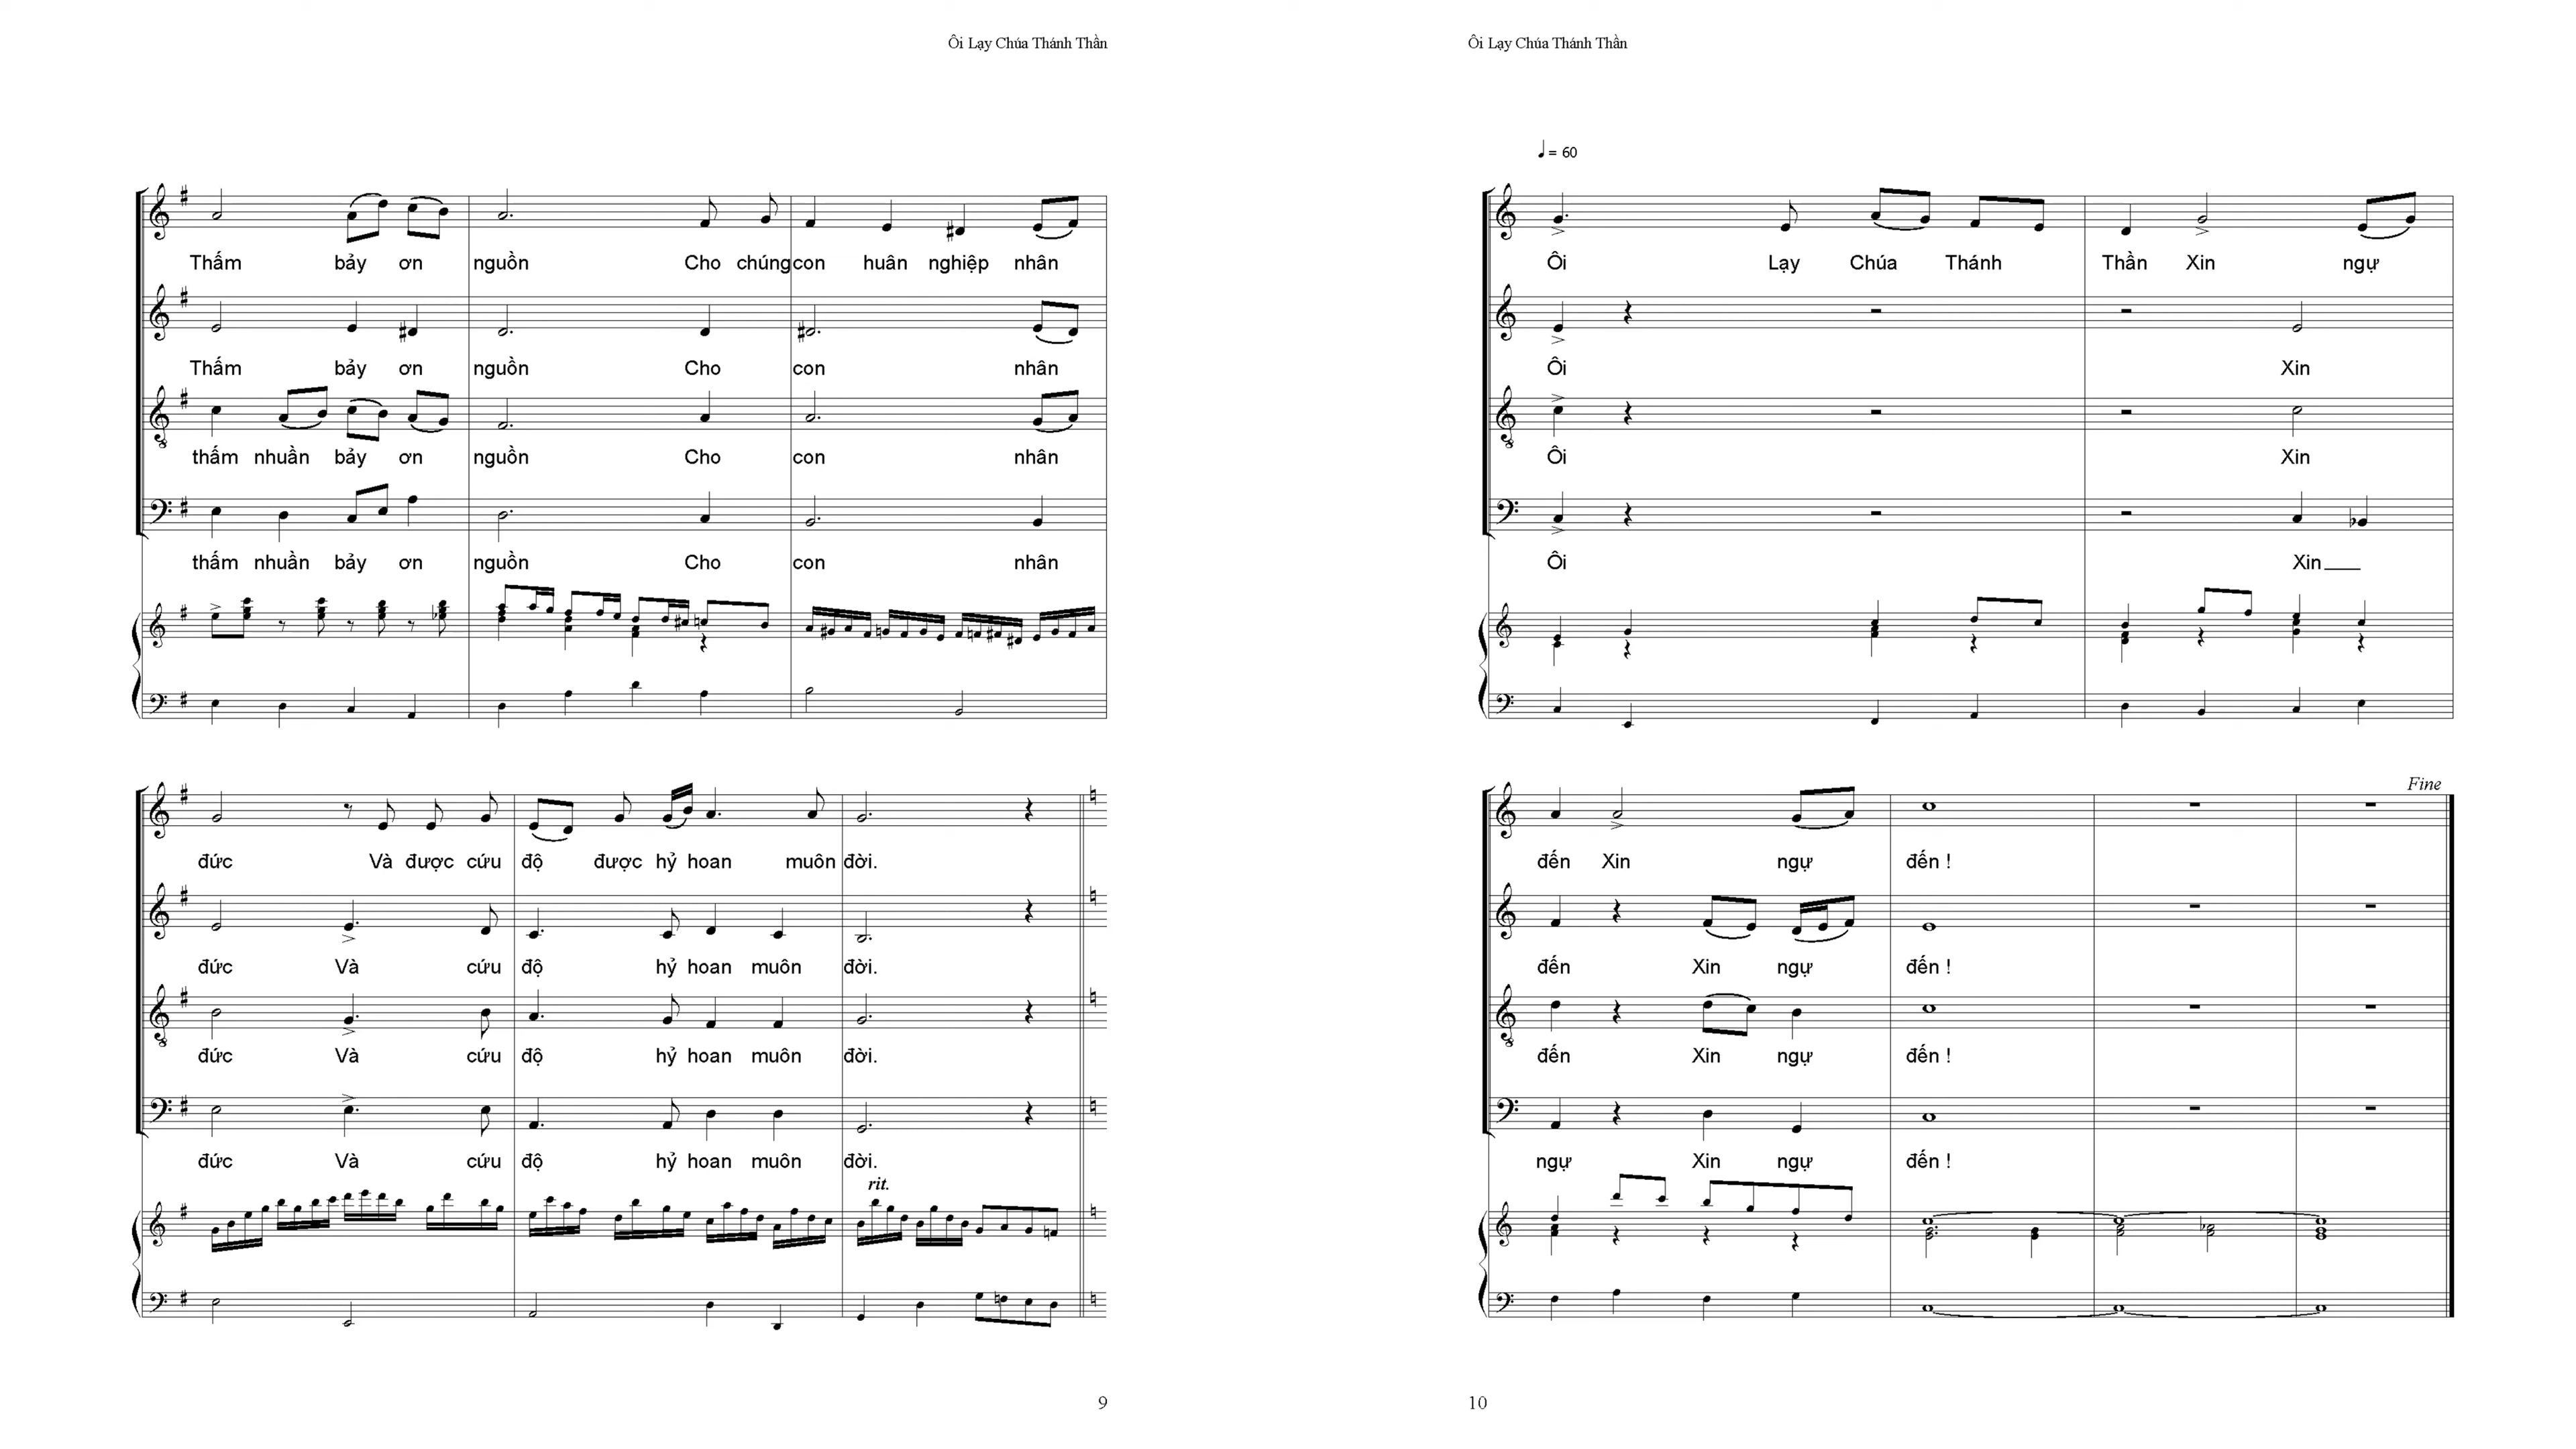 Ôi Lạy Chúa Thánh Thần
Thấm bảy ơn nguồn Cho chúng con huân nghiệp nhân
Thấm bảy ơn nguồn Cho con nhân
thấm nhuần bảy ơn nguồn Cho con nhân
thấm nhuần bảy ơn nguồn Cho con nhân
đức Và được cứu độ được hỷ hoan muôn đời.
đức Và cứu độ hỷ hoan muôn đời.
đức Và cứu độ hỷ hoan muôn đời.
đức Và cứu độ hỷ hoan muôn đời.
rit.
9
Ôi Lạy Chúa Thánh Thần
♩ = 60
Ôi Lạy Chúa Thánh Thần Xin ngự
Ôi Xin
Ôi Xin
Ôi Xin
Fine
đến Xin ngự đến !
đến Xin ngự đến !
đến Xin ngự đến !
ngự Xin ngự đến !
10